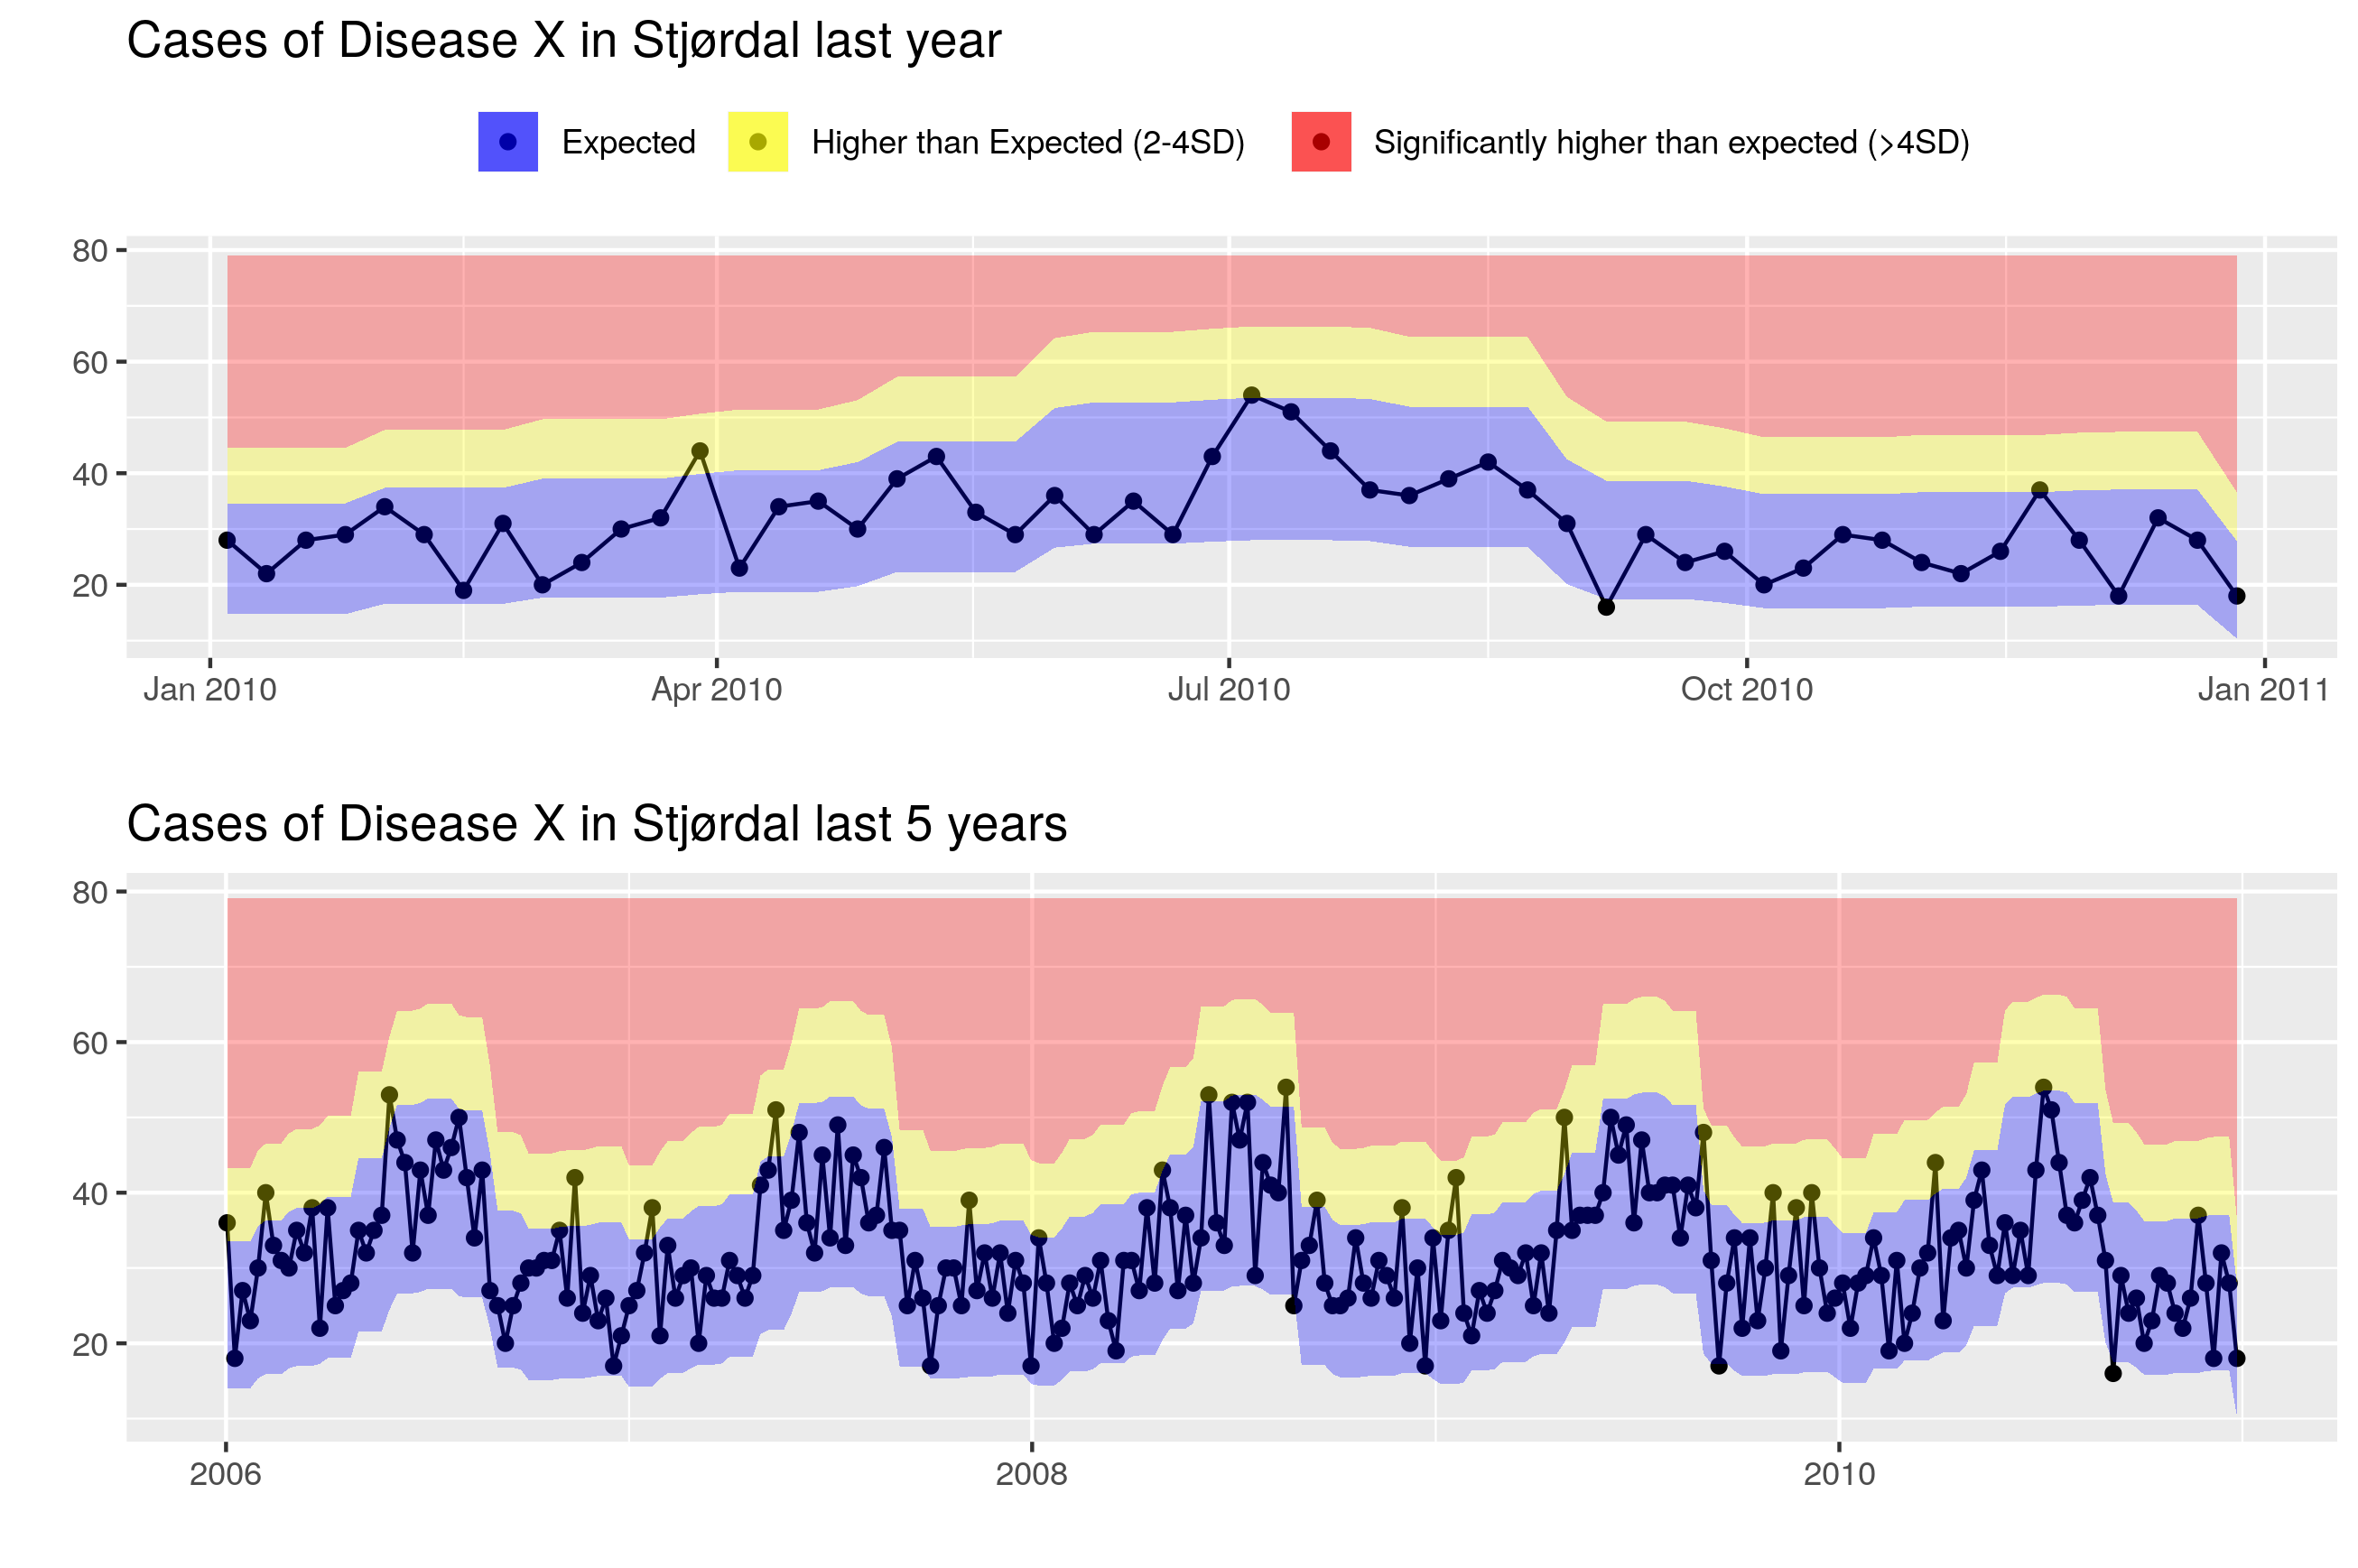 Cases of Disease X in Stjørdal last year
Expected Higher than Expected (2-4SD) Significantly higher than expected (>4SD)
80
60
40
20
Jan 2010 Apr 2010 Jul 2010 Oct 2010 Jan 2011
Cases of Disease X in Stjørdal last 5 years
80
60
40
20
2006 2008 2010